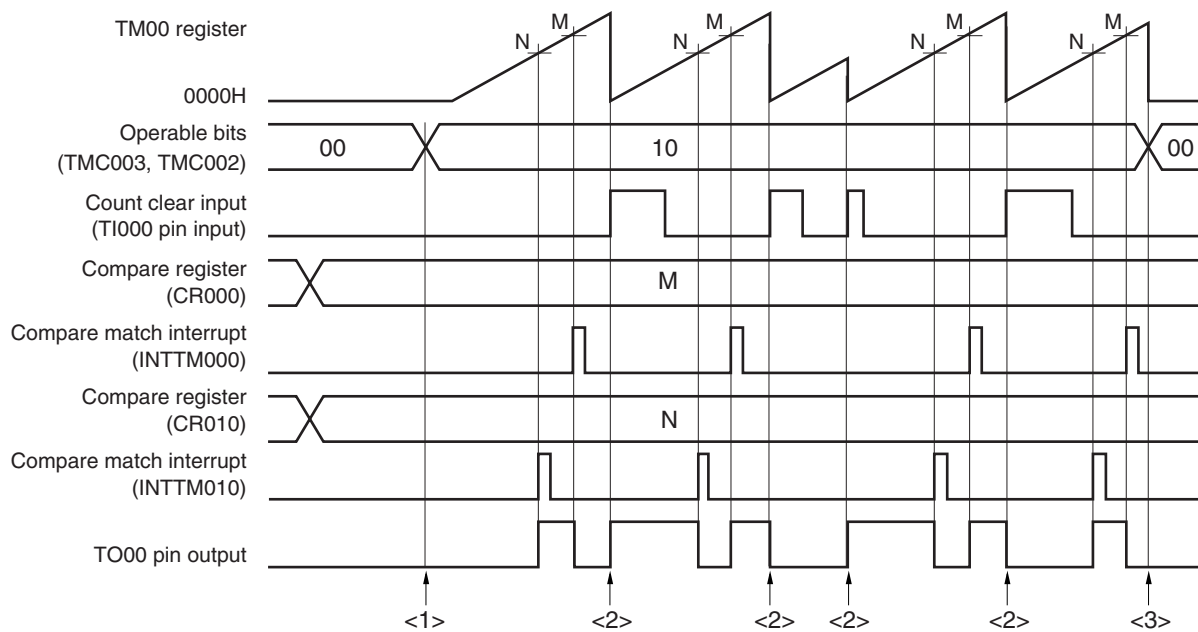 TM00 register
N M N M N M N M
0000H
Operable bits
(TMC003, TMC002)
00 10 00
Count clear input
(TI000 pin input)
Compare register
(CR000)
M
Compare match interrupt
(INTTM000)
Compare register
(CR010)
N
Compare match interrupt
(INTTM010)
TO00 pin output
<1> <2> <2> <2> <2> <3>